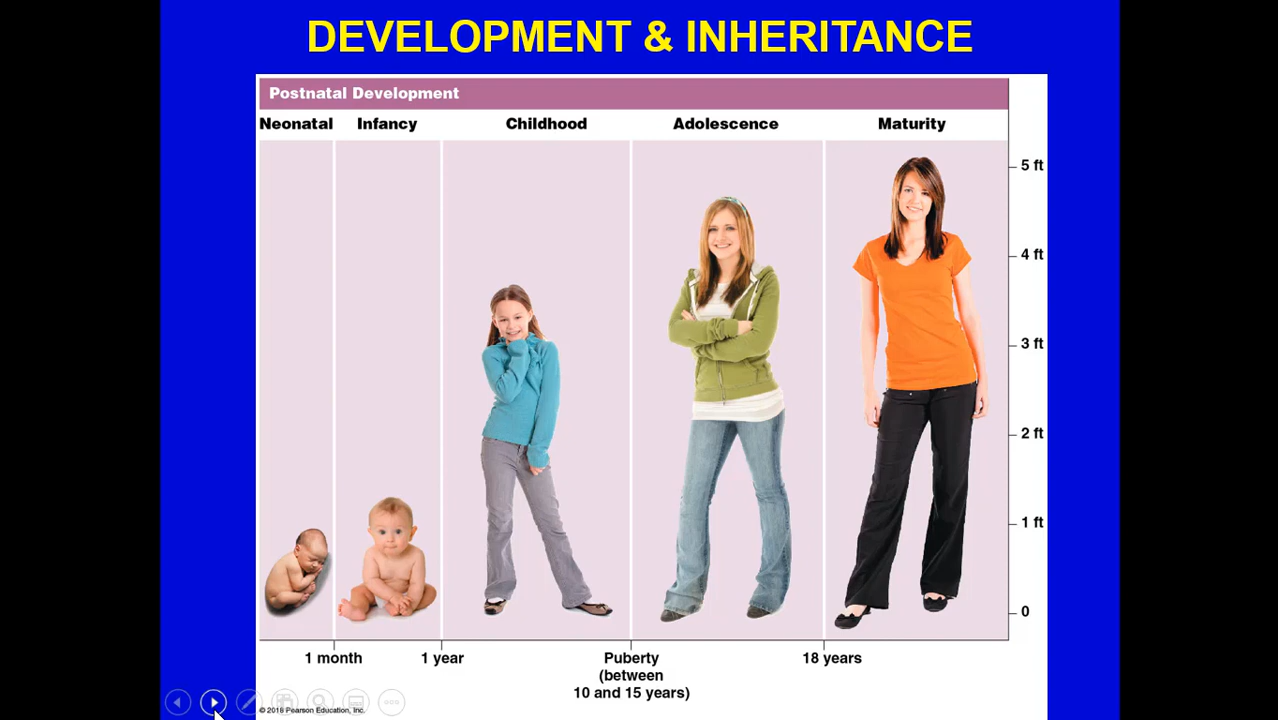 DEVELOPMENT & INHERITANCE
Postnatal Development
Neonatal Infancy Childhood Adolescence Maturity
5 ft
4 ft
3 ft
2 ft
1 ft
0
1 month 1 year Puberty 18 years
(between
10 and 15 years)
© 2018 Pearson Education, Inc.